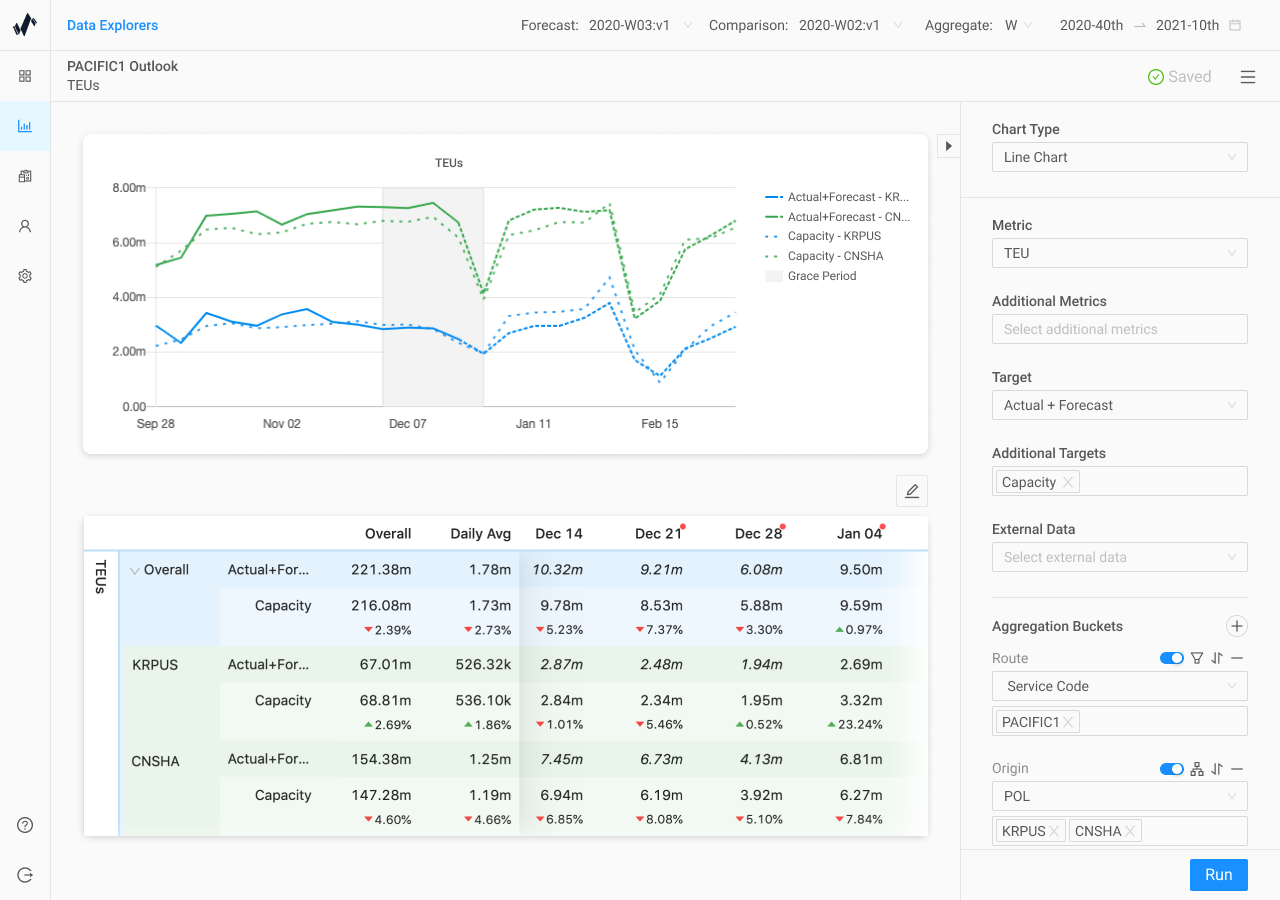 Data Explorers
Forecast: 2020-W03:v1 Comparison: 2020-W02:v1 Aggregate: W 2020-40th → 2021-10th
PACIFIC1 Outlook
TEUs
Saved
TEUs
8.00m
6.00m
4.00m
2.00m
0.00
Sep 28 Nov 02 Dec 07 Jan 11 Feb 15
Actual+Forecast - KR...
Actual+Forecast - CN...
Capacity - KRPUS
Capacity - CNSHA
Grace Period
Overall Daily Avg Dec 14 Dec 21 Dec 28 Jan 04
TEUs
Overall Actual+For... 221.38m 1.78m 10.32m 9.21m 6.08m 9.50m
Capacity 216.08m 1.73m 9.78m 8.53m 5.88m 9.59m
▼2.39% ▼2.73% ▼5.23% ▼7.37% ▼3.30% ▲0.97%
KRPUS Actual+For... 67.01m 526.32k 2.87m 2.48m 1.94m 2.69m
Capacity 68.81m 536.10k 2.84m 2.34m 1.95m 3.32m
▲2.69% ▲1.86% ▼1.01% ▼5.46% ▲0.52% ▲23.24%
CNSHA Actual+For... 154.38m 1.25m 7.45m 6.73m 4.13m 6.81m
Capacity 147.28m 1.19m 6.94m 6.19m 3.92m 6.27m
▼4.60% ▼4.66% ▼6.85% ▼8.08% ▼5.10% ▼7.84%
Chart Type
Line Chart
Metric
TEU
Additional Metrics
Select additional metrics
Target
Actual + Forecast
Additional Targets
Capacity
External Data
Select external data
Aggregation Buckets
Route
Service Code
PACIFIC1
Origin
POL
KRPUS CNSHA
Run